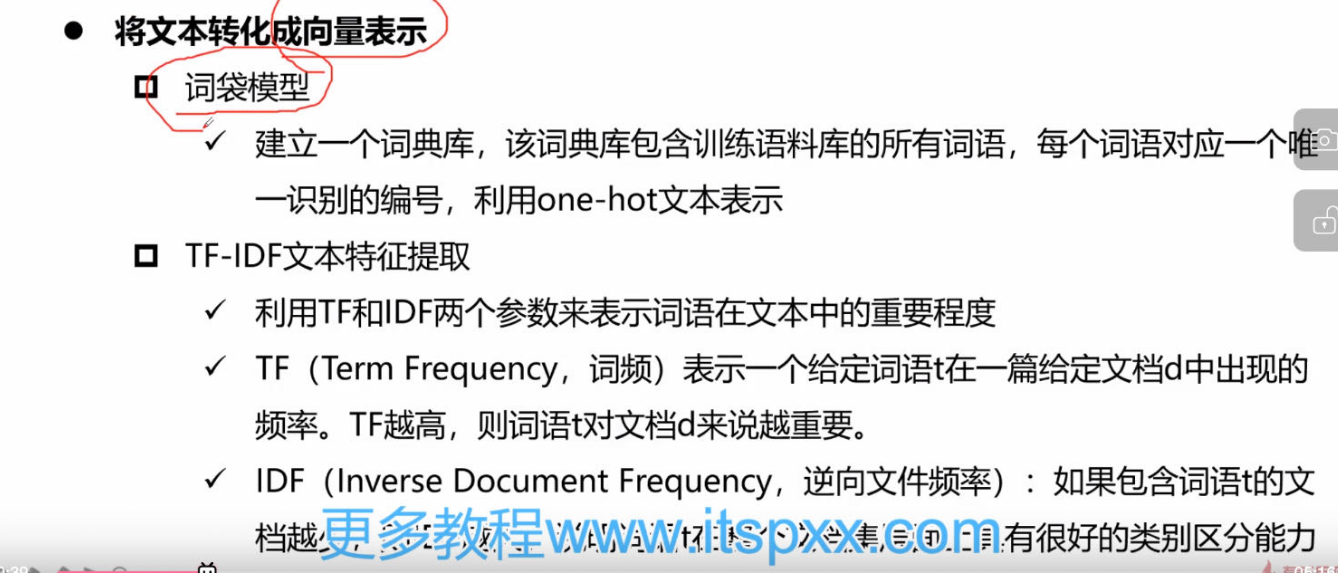 ● 将文本转化成向量表示
词袋模型
✓ 建立一个词典库，该词典库包含训练语料库的所有词语，每个词语对应一个唯
一识别的编号，利用one-hot文本表示
TF-IDF文本特征提取
✓ 利用TF和IDF两个参数来表示词语在文本中的重要程度
✓ TF（Term Frequency，词频）表示一个给定词语t在一篇给定文档d中出现的
频率。TF越高，则词语t对文档d来说越重要。
✓ IDF（Inverse Document Frequency，逆向文件频率）：如果包含词语t的文
档越少，有很好的类别区分能力
更多教程www.itspxx.com